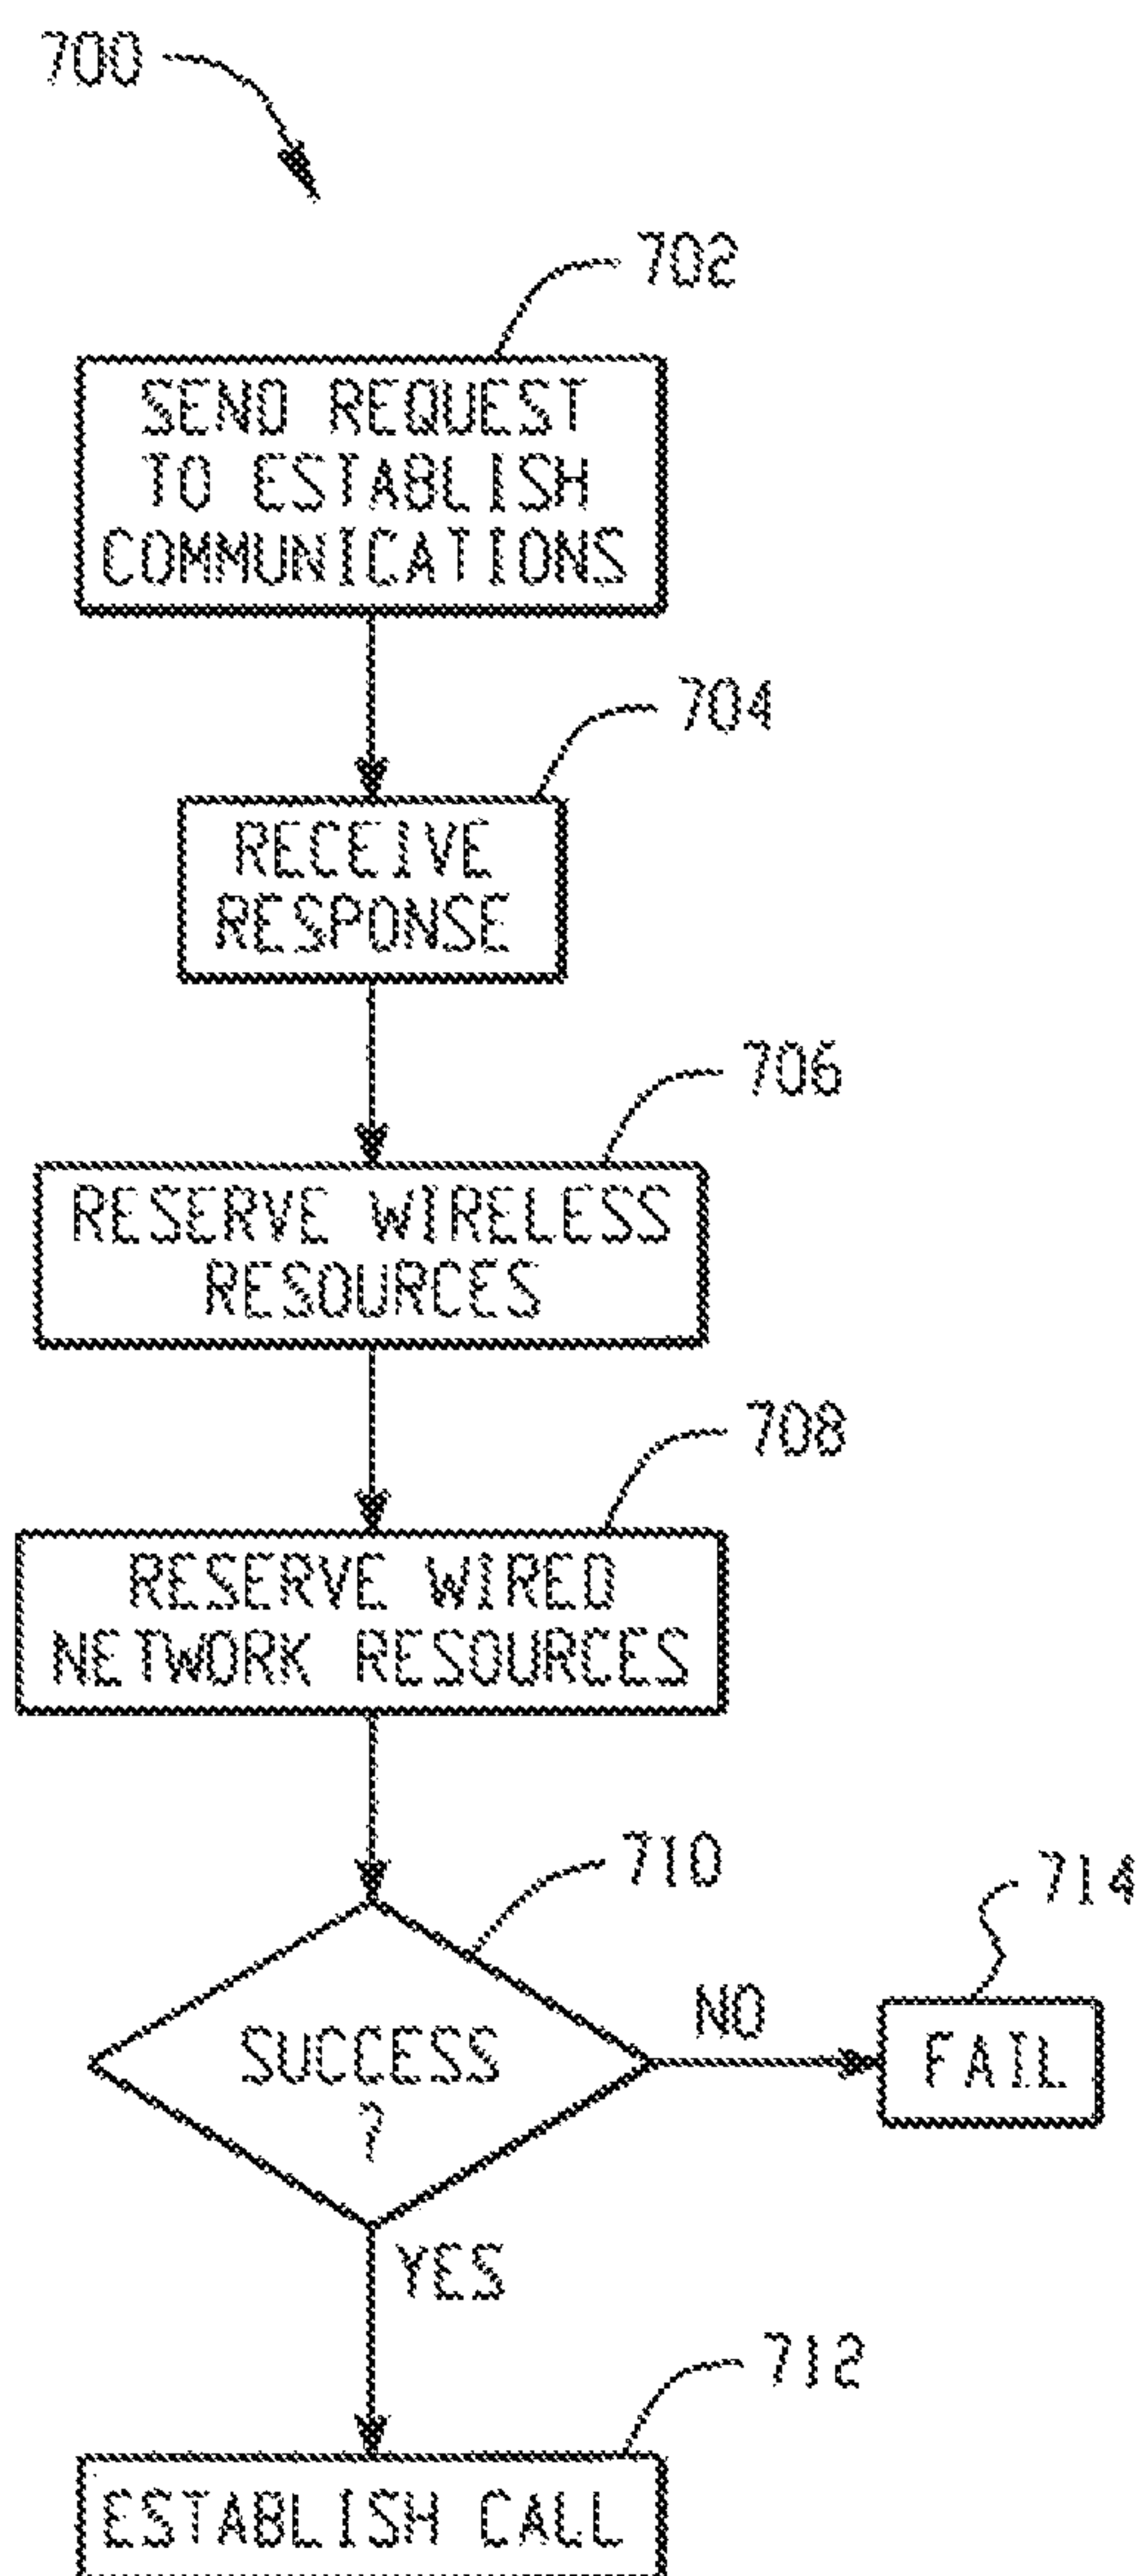 700
702
SEND REQUEST
TO ESTABLISH
COMMUNICATIONS
704
RECEIVE
RESPONSE
706
RESERVE WIRELESS
RESOURCES
708
RESERVE WIRED
NETWORK RESOURCES
710
714
SUCCESS
?
NO
FAIL
YES
712
ESTABLISH CALL